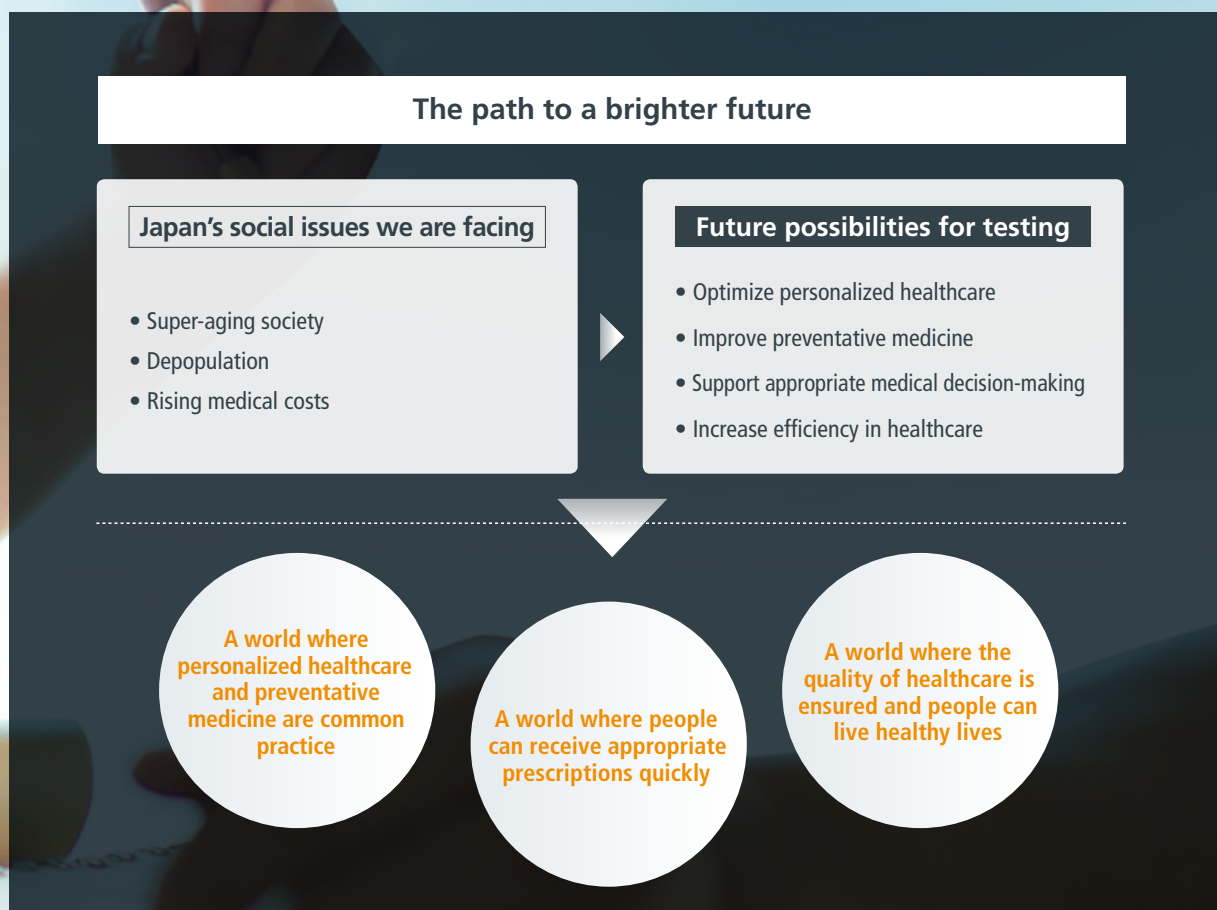 The path to a brighter future
Japan's social issues we are facing
• Super-aging society
• Depopulation
• Rising medical costs
Future possibilities for testing
• Optimize personalized healthcare
• Improve preventative medicine
• Support appropriate medical decision-making
• Increase efficiency in healthcare
A world where
personalized healthcare
and preventative
medicine are common
practice
A world where people
can receive appropriate
prescriptions quickly
A world where the
quality of healthcare is
ensured and people can
live healthy lives